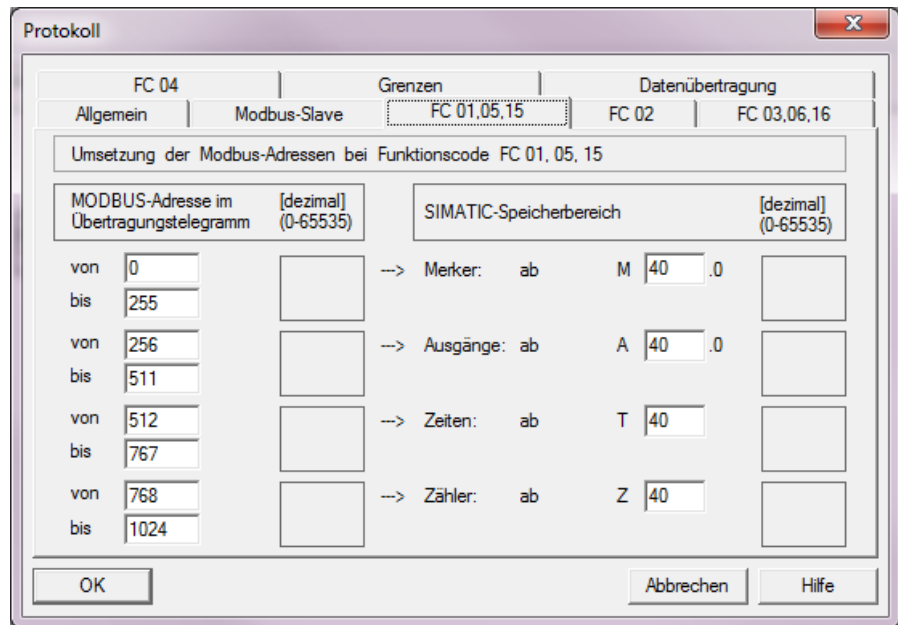 Protokoll
FC 04 Grenzen Datenübertragung
Allgemein Modbus-Slave FC 01,05,15 FC 02 FC 03,06,16
Umsetzung der Modbus-Adressen bei Funktionscode FC 01, 05, 15
MODBUS-Adresse im [dezimal]
Übertragungstelegramm (0-65535)
SIMATIC-Speicherbereich [dezimal]
(0-65535)
von 0 ---> Merker: ab M 40 .0
bis 255
von 256 ---> Ausgänge: ab A 40 .0
bis 511
von 512 ---> Zeiten: ab T 40
bis 767
von 768 ---> Zähler: ab Z 40
bis 1024
OK Abbrechen Hilfe